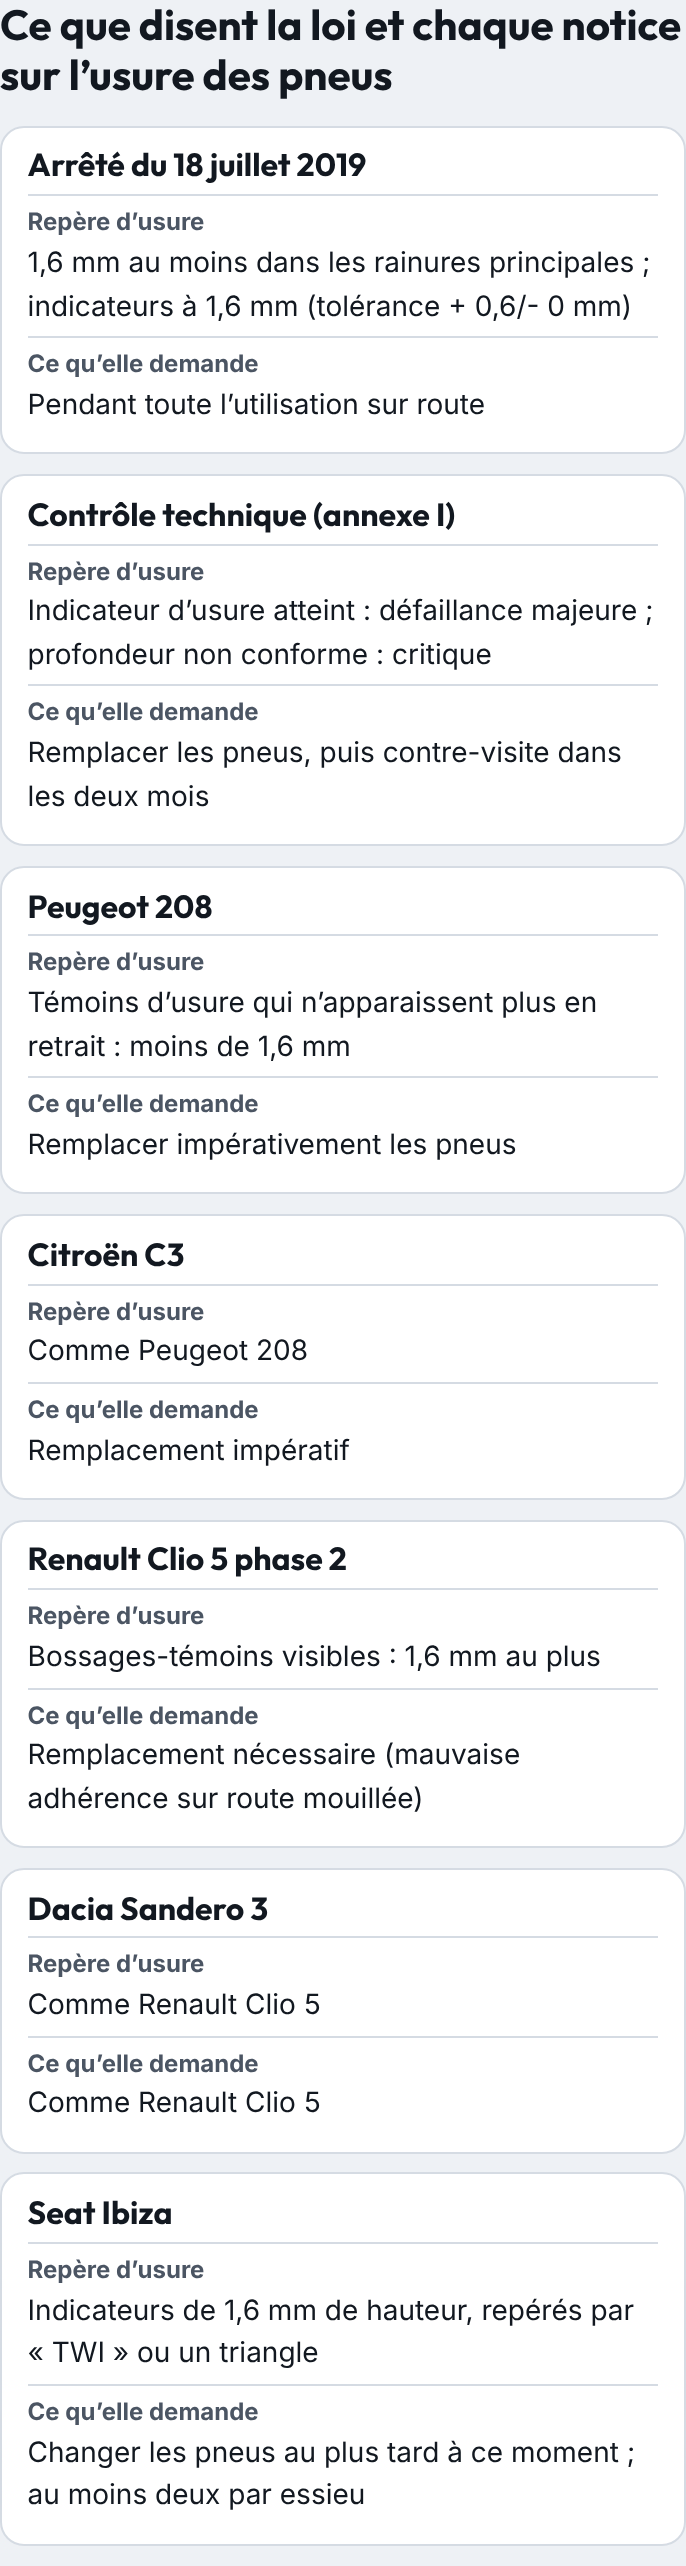 Ce que disent la loi et chaque notice
sur l’usure des pneus
Arrêté du 18 juillet 2019
Repère d’usure
1,6 mm au moins dans les rainures principales ;
indicateurs à 1,6 mm (tolérance + 0,6/- 0 mm)
Ce qu’elle demande
Pendant toute l’utilisation sur route
Contrôle technique (annexe I)
Repère d’usure
Indicateur d’usure atteint : défaillance majeure ;
profondeur non conforme : critique
Ce qu’elle demande
Remplacer les pneus, puis contre-visite dans
les deux mois
Peugeot 208
Repère d’usure
Témoins d’usure qui n’apparaissent plus en
retrait : moins de 1,6 mm
Ce qu’elle demande
Remplacer impérativement les pneus
Citroën C3
Repère d’usure
Comme Peugeot 208
Ce qu’elle demande
Remplacement impératif
Renault Clio 5 phase 2
Repère d’usure
Bossages-témoins visibles : 1,6 mm au plus
Ce qu’elle demande
Remplacement nécessaire (mauvaise
adhérence sur route mouillée)
Dacia Sandero 3
Repère d’usure
Comme Renault Clio 5
Ce qu’elle demande
Comme Renault Clio 5
Seat Ibiza
Repère d’usure
Indicateurs de 1,6 mm de hauteur, repérés par
« TWI » ou un triangle
Ce qu’elle demande
Changer les pneus au plus tard à ce moment ;
au moins deux par essieu